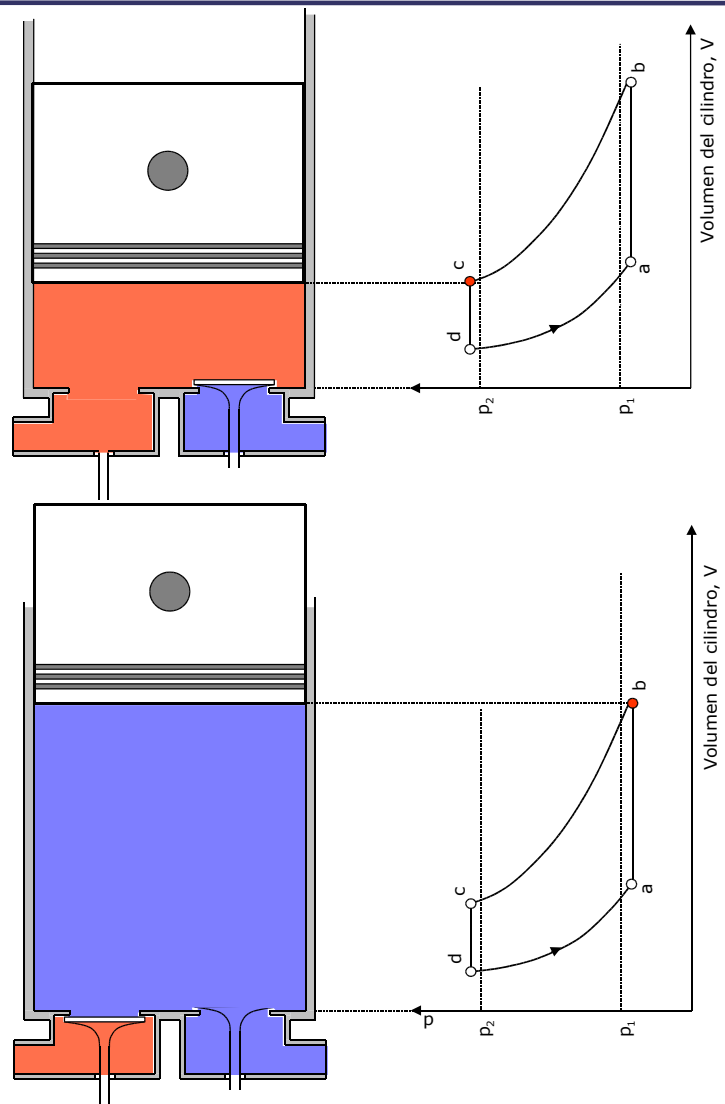 p
d c
p₂
p₁
a b
Volumen del cilindro, V
d c
p₂
p₁
a b
Volumen del cilindro, V